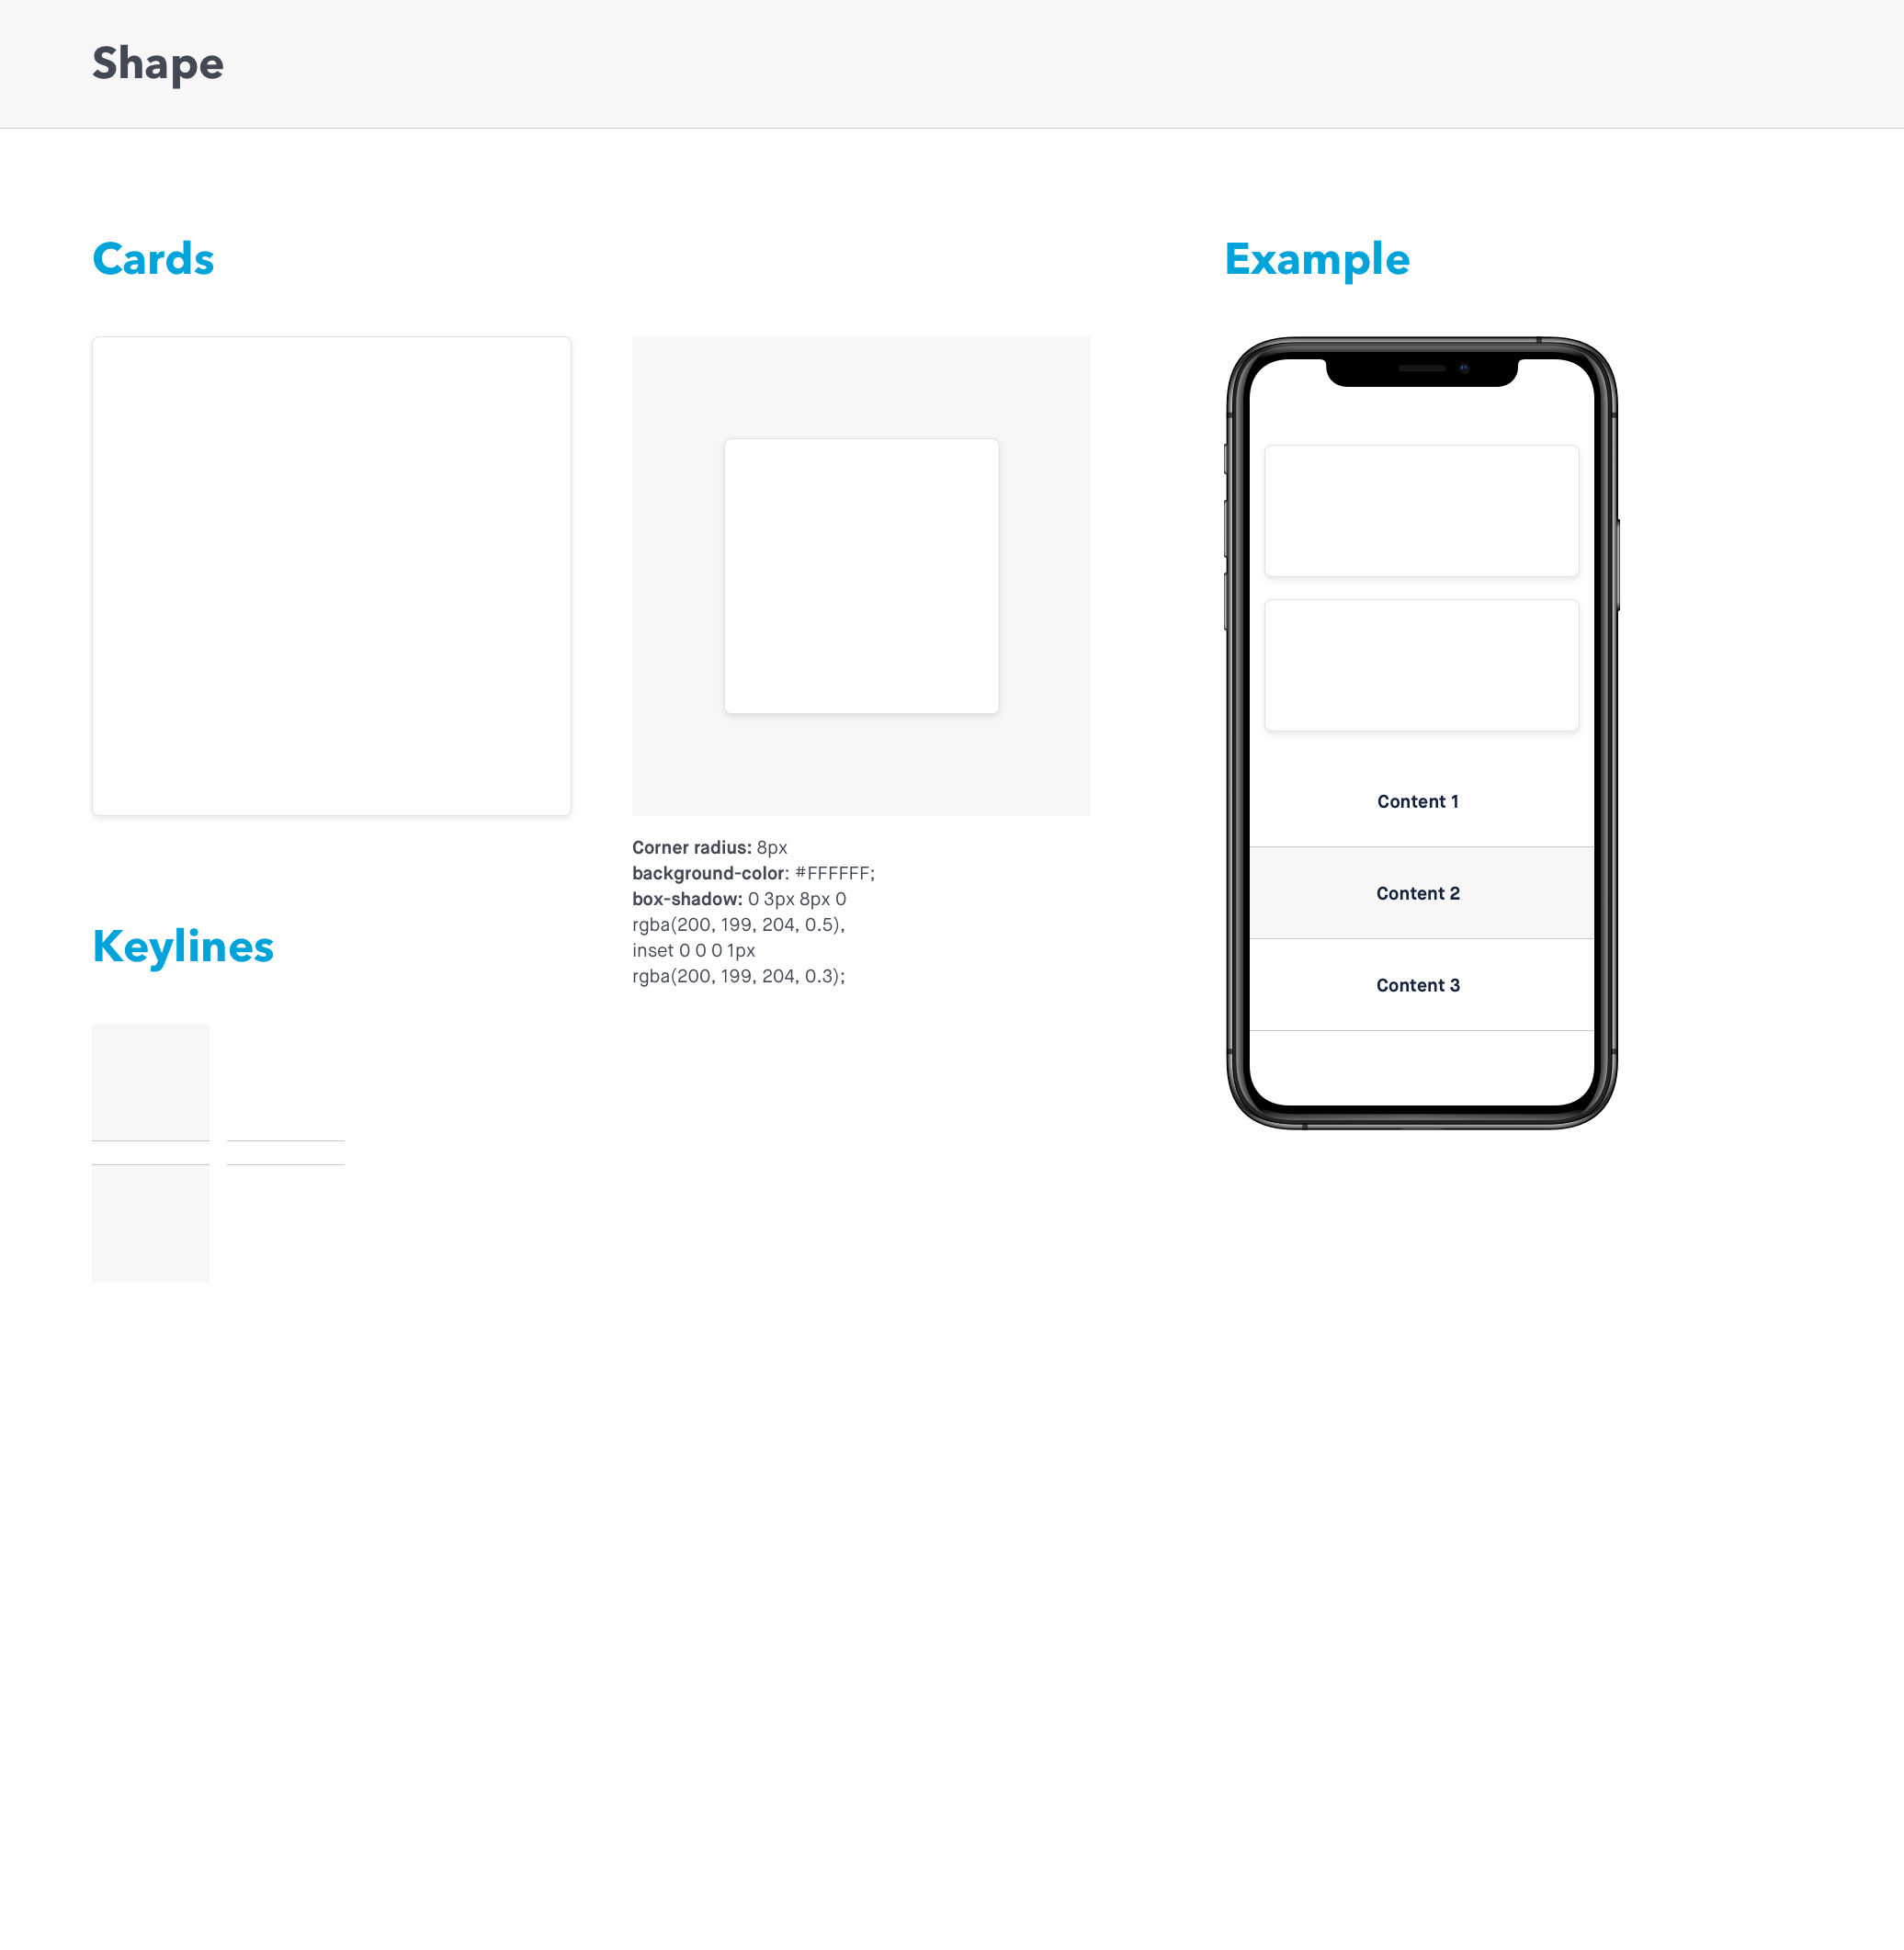 Shape
Cards
Corner radius: 8px
background-color: #FFFFFF;
box-shadow: 0 3px 8px 0
rgba(200, 199, 204, 0.5),
inset 0 0 0 1px
rgba(200, 199, 204, 0.3);
Keylines
Example
Content 1
Content 2
Content 3